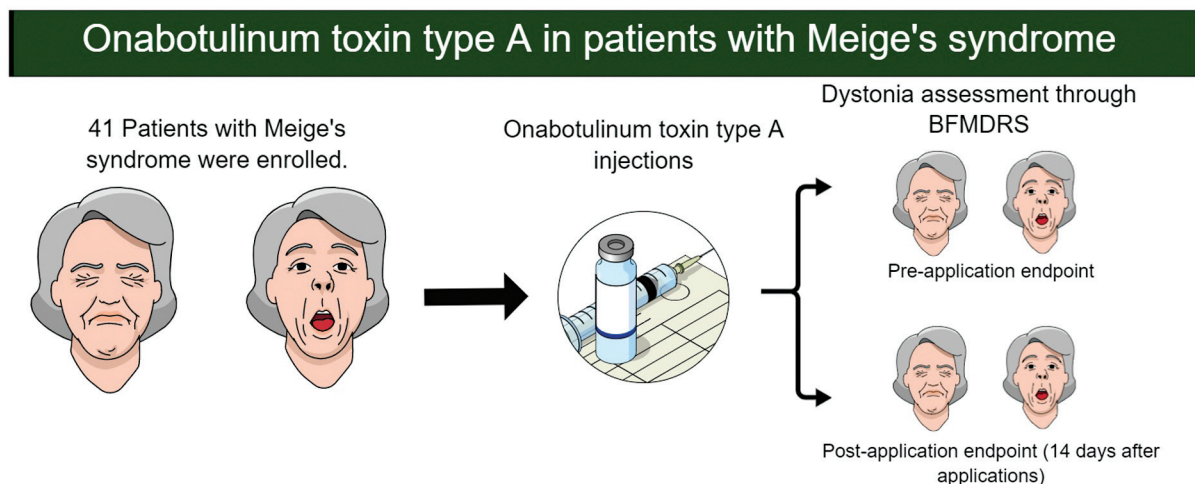 Onabotulinum toxin type A in patients with Meige's syndrome
41 Patients with Meige's
syndrome were enrolled.
Onabotulinum toxin type A
injections
Dystonia assessment through
BFMDRS
Pre-application endpoint
Post-application endpoint (14 days after
applications)